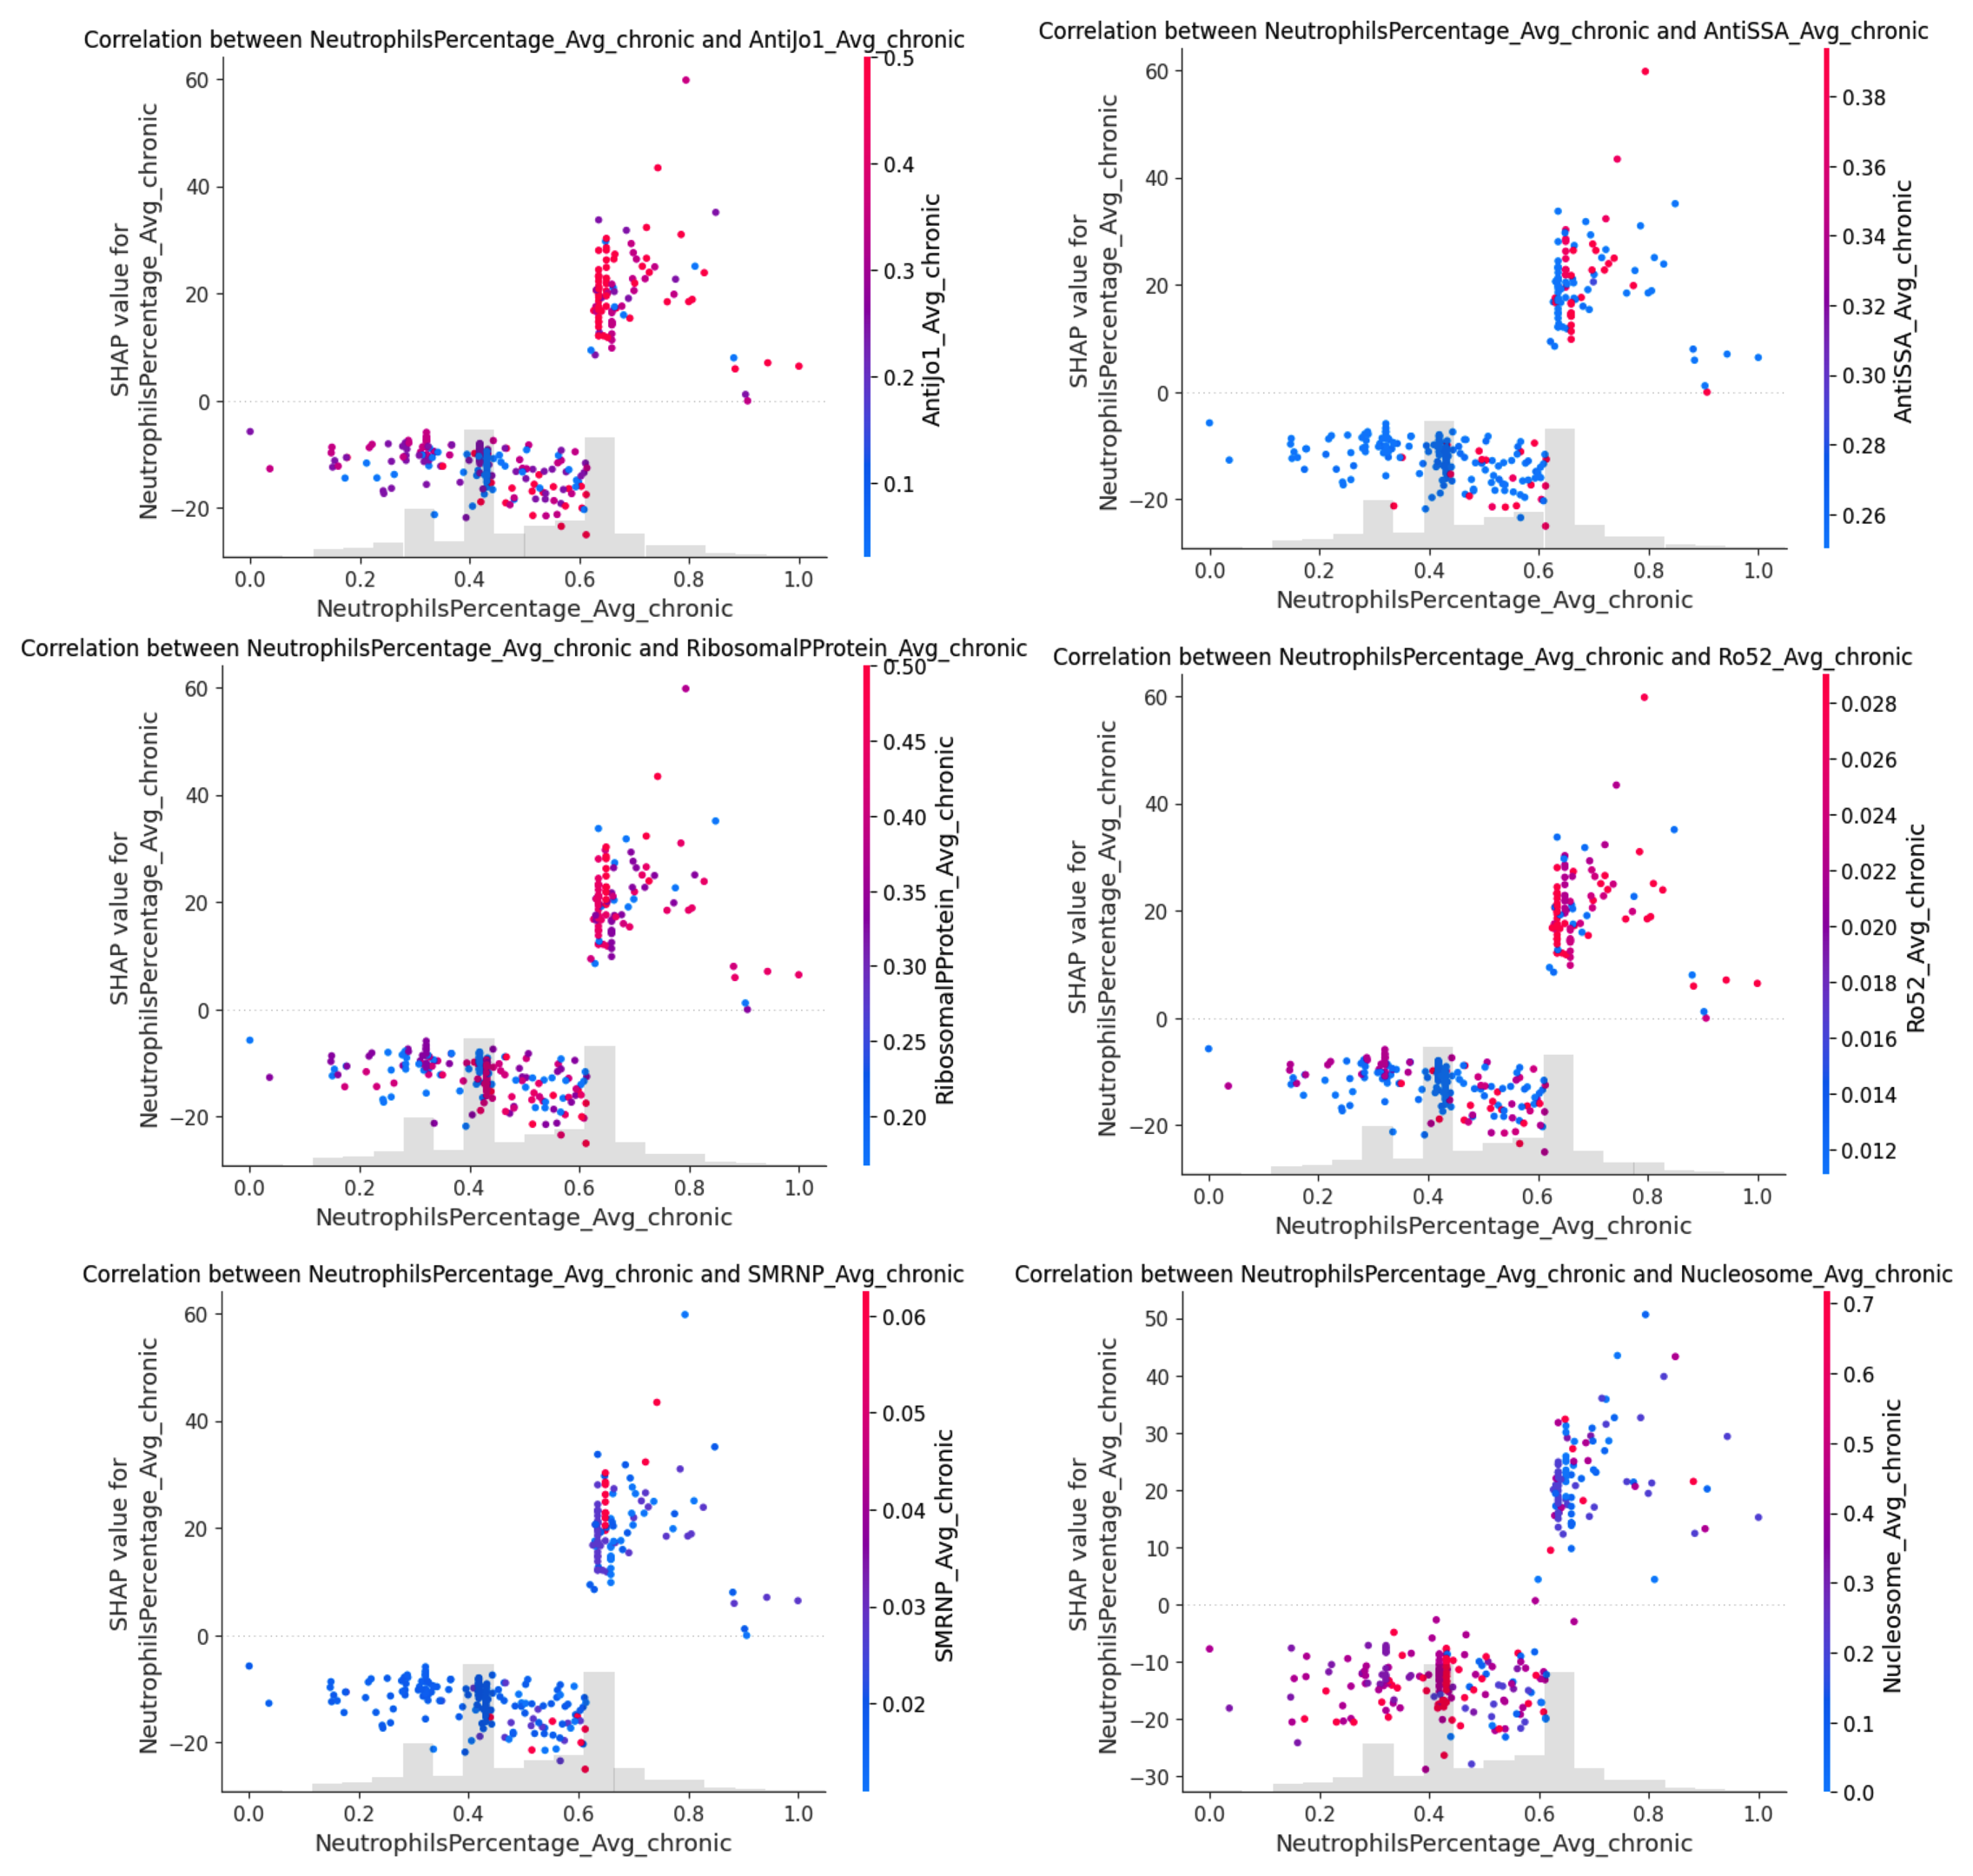 Correlation between NeutrophilsPercentage_Avg_chronic and AntiJo1_Avg_chronic
60
40
20
0
−20
SHAP value for
NeutrophilsPercentage_Avg_chronic
0.0 0.2 0.4 0.6 0.8 1.0
NeutrophilsPercentage_Avg_chronic
0.5
0.4
0.3
0.2
0.1
AntiJo1_Avg_chronic
Correlation between NeutrophilsPercentage_Avg_chronic and AntiSSA_Avg_chronic
60
40
20
0
−20
SHAP value for
NeutrophilsPercentage_Avg_chronic
0.0 0.2 0.4 0.6 0.8 1.0
NeutrophilsPercentage_Avg_chronic
0.38
0.36
0.34
0.32
0.30
0.28
0.26
AntiSSA_Avg_chronic
Correlation between NeutrophilsPercentage_Avg_chronic and RibosomalPProtein_Avg_chronic
60
40
20
0
−20
SHAP value for
NeutrophilsPercentage_Avg_chronic
0.0 0.2 0.4 0.6 0.8 1.0
NeutrophilsPercentage_Avg_chronic
0.50
0.45
0.40
0.35
0.30
0.25
0.20
RibosomalPProtein_Avg_chronic
Correlation between NeutrophilsPercentage_Avg_chronic and Ro52_Avg_chronic
60
40
20
0
−20
SHAP value for
NeutrophilsPercentage_Avg_chronic
0.0 0.2 0.4 0.6 0.8 1.0
NeutrophilsPercentage_Avg_chronic
0.028
0.026
0.024
0.022
0.020
0.018
0.016
0.014
0.012
Ro52_Avg_chronic
Correlation between NeutrophilsPercentage_Avg_chronic and SMRNP_Avg_chronic
60
40
20
0
−20
SHAP value for
NeutrophilsPercentage_Avg_chronic
0.0 0.2 0.4 0.6 0.8 1.0
NeutrophilsPercentage_Avg_chronic
0.06
0.05
0.04
0.03
0.02
SMRNP_Avg_chronic
Correlation between NeutrophilsPercentage_Avg_chronic and Nucleosome_Avg_chronic
50
40
30
20
10
0
−10
−20
−30
SHAP value for
NeutrophilsPercentage_Avg_chronic
0.0 0.2 0.4 0.6 0.8 1.0
NeutrophilsPercentage_Avg_chronic
0.7
0.6
0.5
0.4
0.3
0.2
0.1
0.0
Nucleosome_Avg_chronic